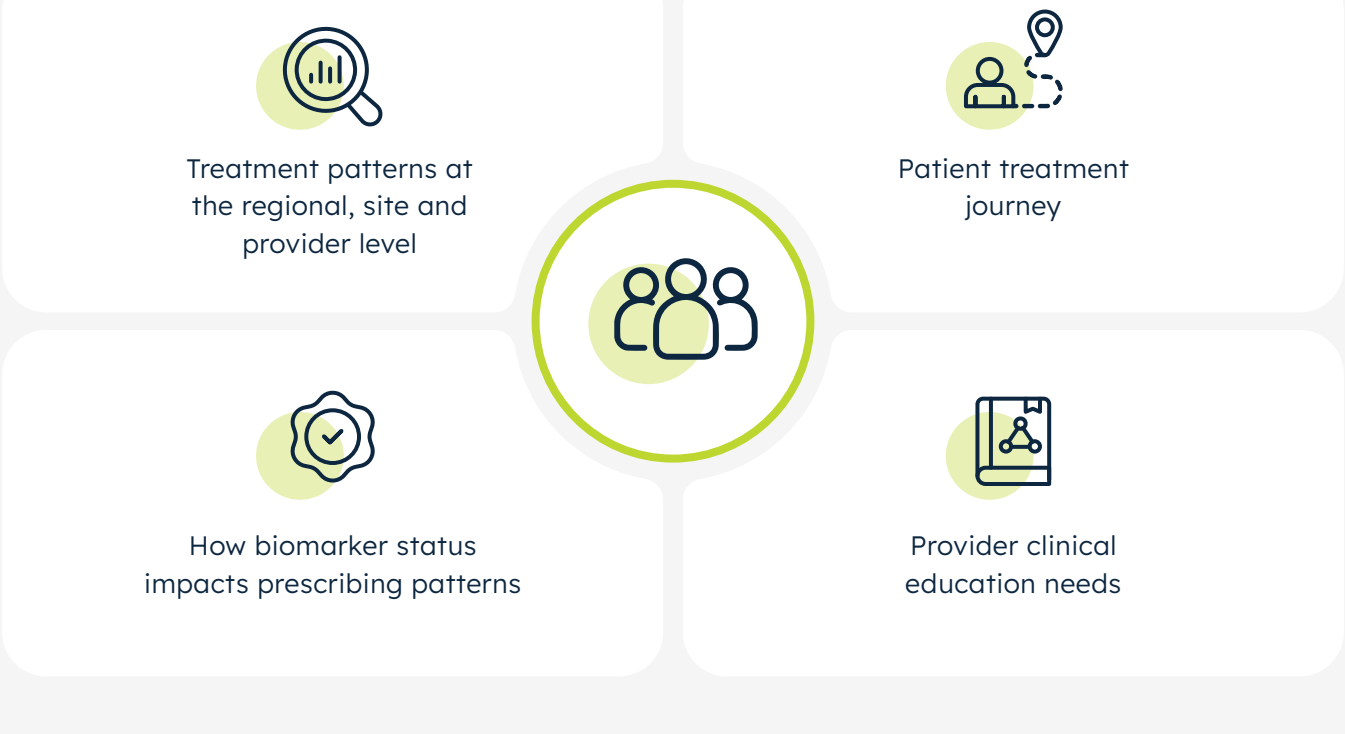 Treatment patterns at
the regional, site and
provider level
Patient treatment
journey
How biomarker status
impacts prescribing patterns
Provider clinical
education needs